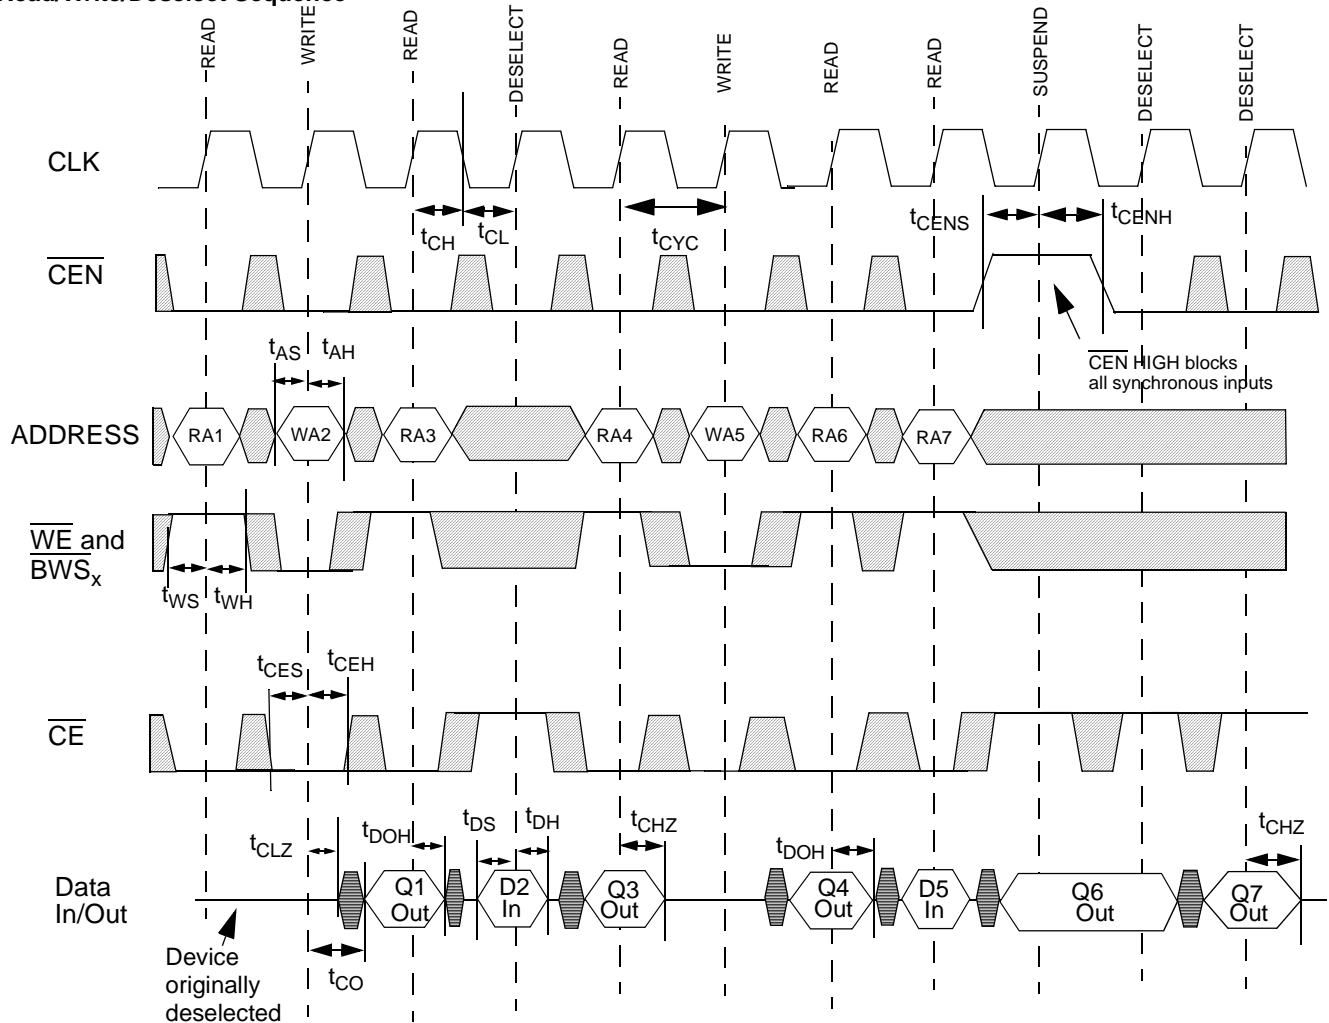 Read/Write/Deselect Sequence
READ
WRITE
READ
DESELECT
READ
WRITE
READ
READ
SUSPEND
DESELECT
DESELECT
CLK
tCH
tCL
tCYC
tCENS
tCENH
CEN
tAS
tAH
CEN HIGH blocks
all synchronous inputs
ADDRESS
RA1
WA2
RA3
RA4
WA5
RA6
RA7
WE and
BWSx
tWS
tWH
tCES
tCEH
CE
tCLZ
tDOH
tDS
tDH
tCHZ
tDOH
tCHZ
Data
In/Out
Q1
Out
D2
In
Q3
Out
Q4
Out
D5
In
Q6
Out
Q7
Out
Device
originally
deselected
tCO